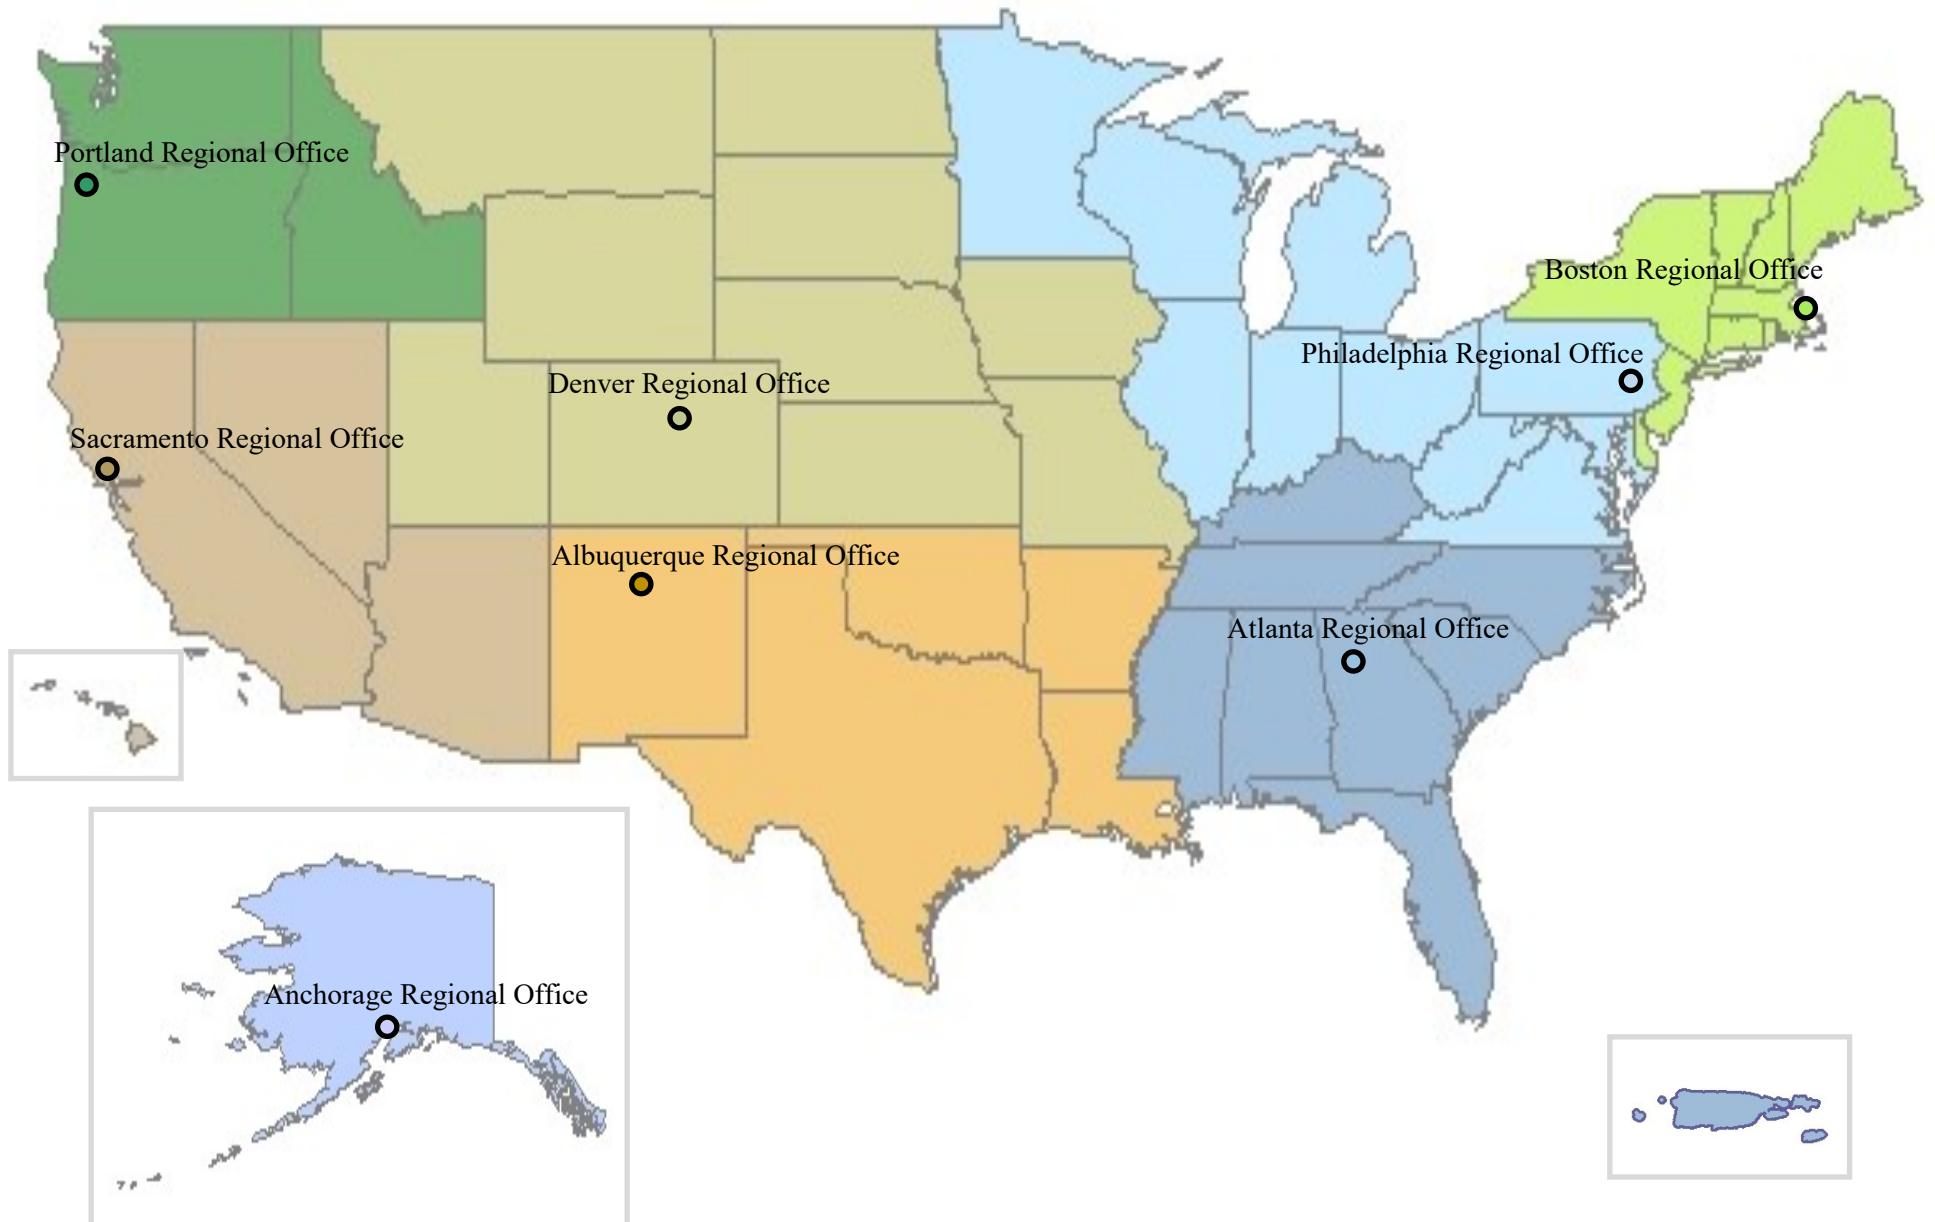 Portland Regional Office
Boston Regional Office
Philadelphia Regional Office
Denver Regional Office
Sacramento Regional Office
Albuquerque Regional Office
Atlanta Regional Office
Anchorage Regional Office